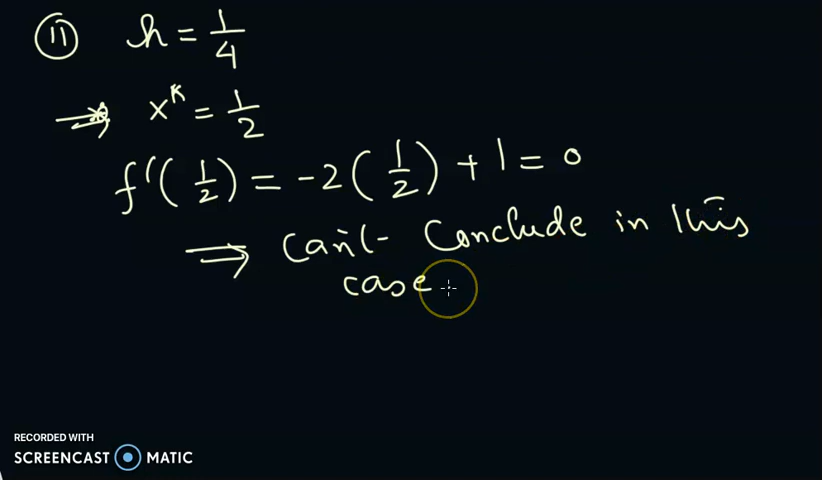 (11) h = 1/4
⇒ x* = 1/2
f'(1/2) = -2(1/2) + 1 = 0
⇒ Can't Conclude in this
case
RECORDED WITH
SCREENCAST MATIC